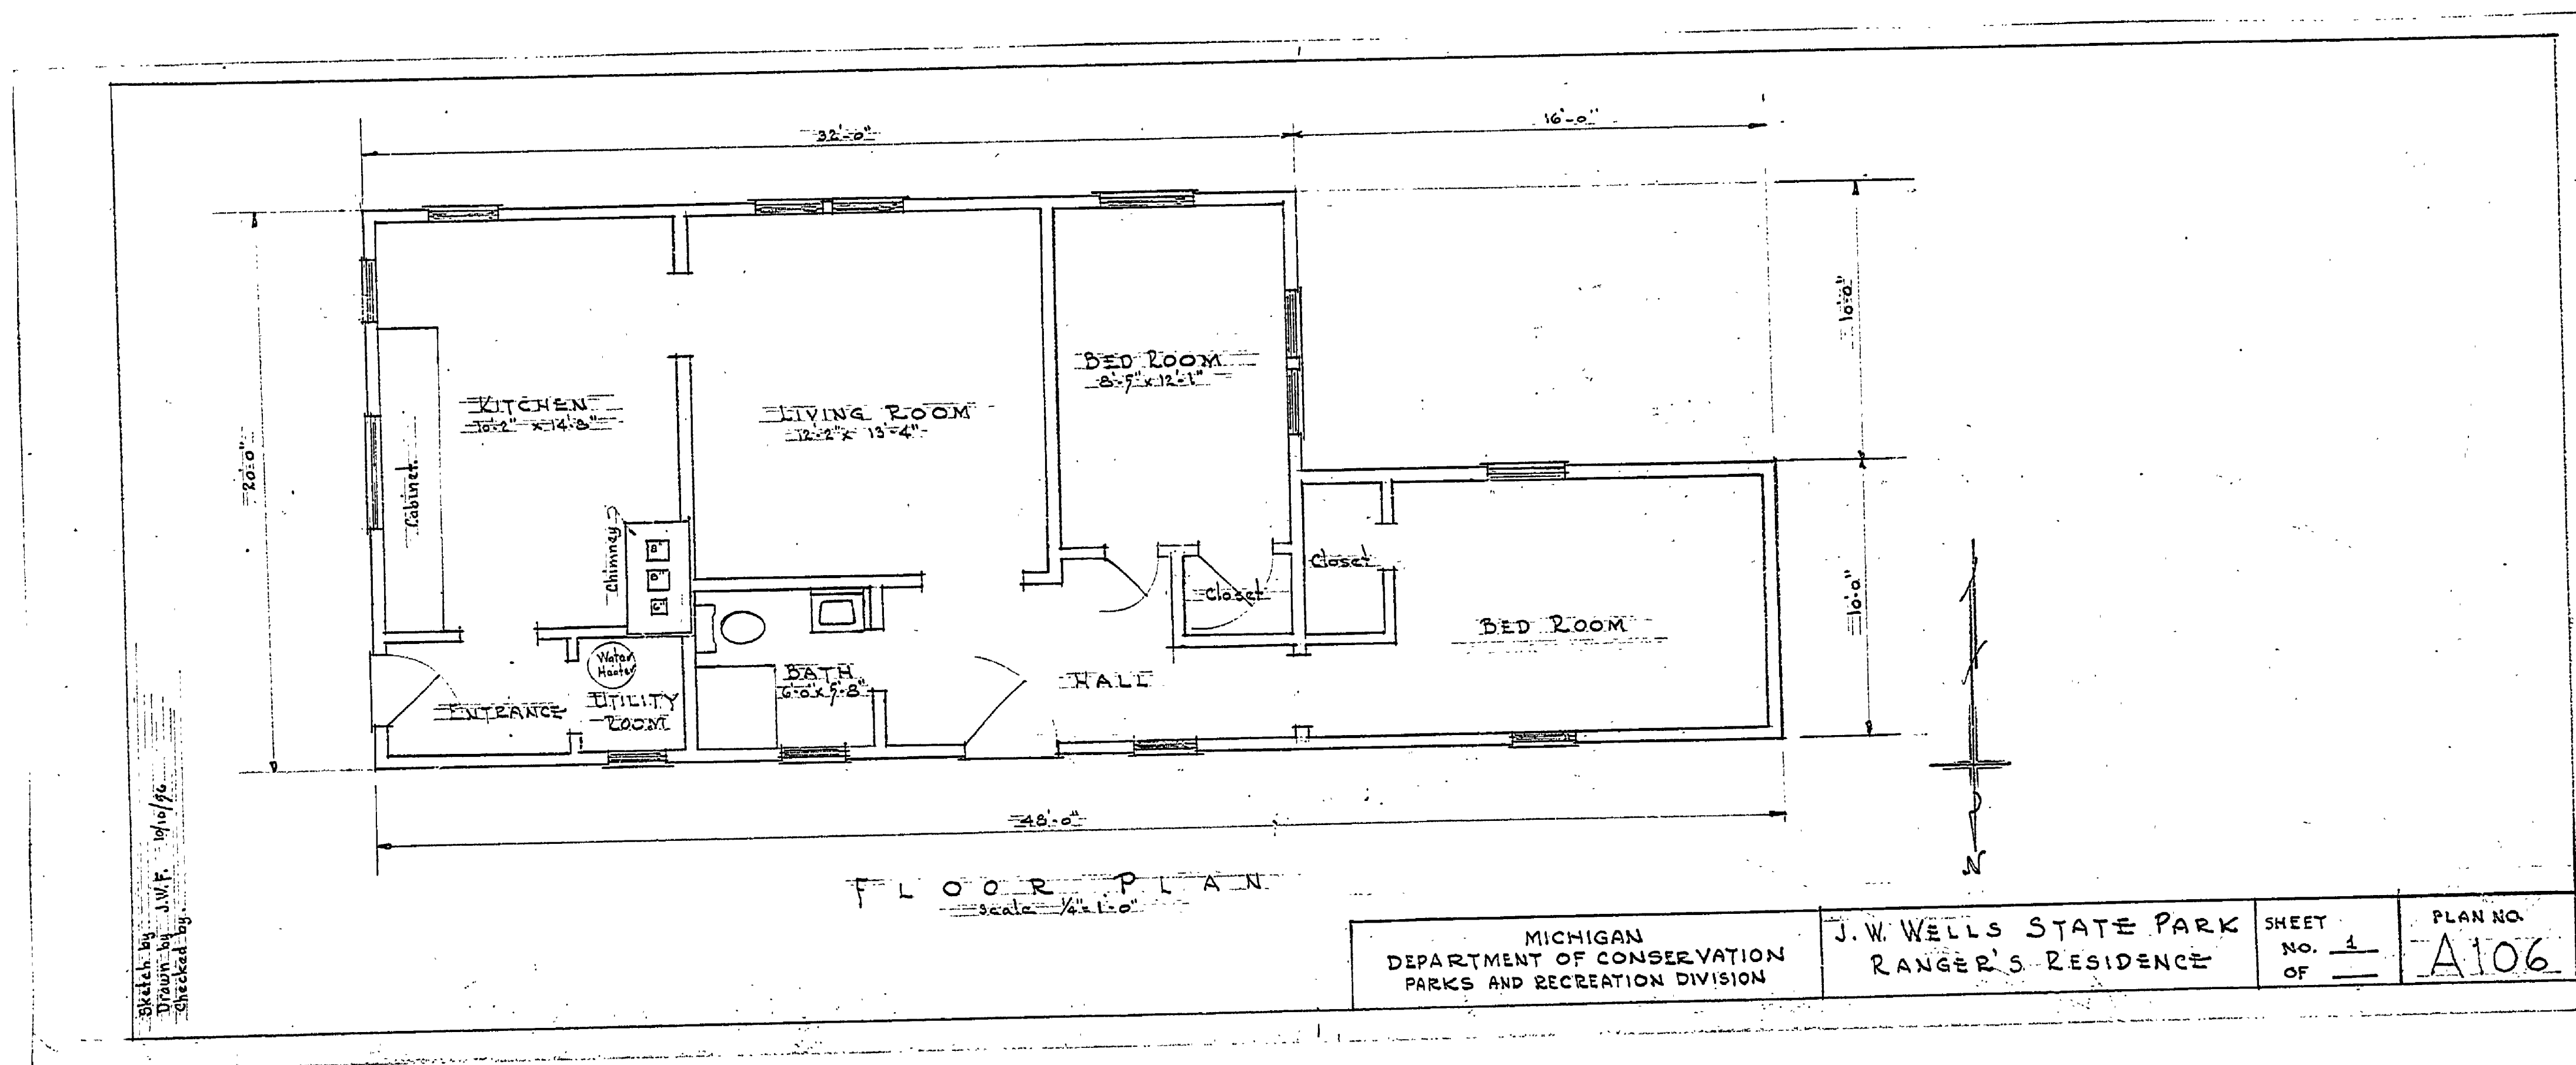 32'-0"
16'-0"
20'-0"
10'-0"
10'-0"
KITCHEN
10'-2" x 14'-8"
LIVING ROOM
12'-2" x 13'-4"
BED ROOM
8'-5" x 12'-1"
Cabinet
Chimney
Closet
Closet
BED ROOM
Water
Heater
ENTRANCE
UTILITY
ROOM
BATH
6'-0" x 5'-8"
HALL
48'-0"
FLOOR PLAN
Scale 1/4"=1'-0"
N
Sketch by
Drawn by J.W.F. 10/10/96
Checked by
MICHIGAN
DEPARTMENT OF CONSERVATION
PARKS AND RECREATION DIVISION
J. W. WELLS STATE PARK
RANGER'S RESIDENCE
SHEET
NO. 1
OF
PLAN NO.
A106